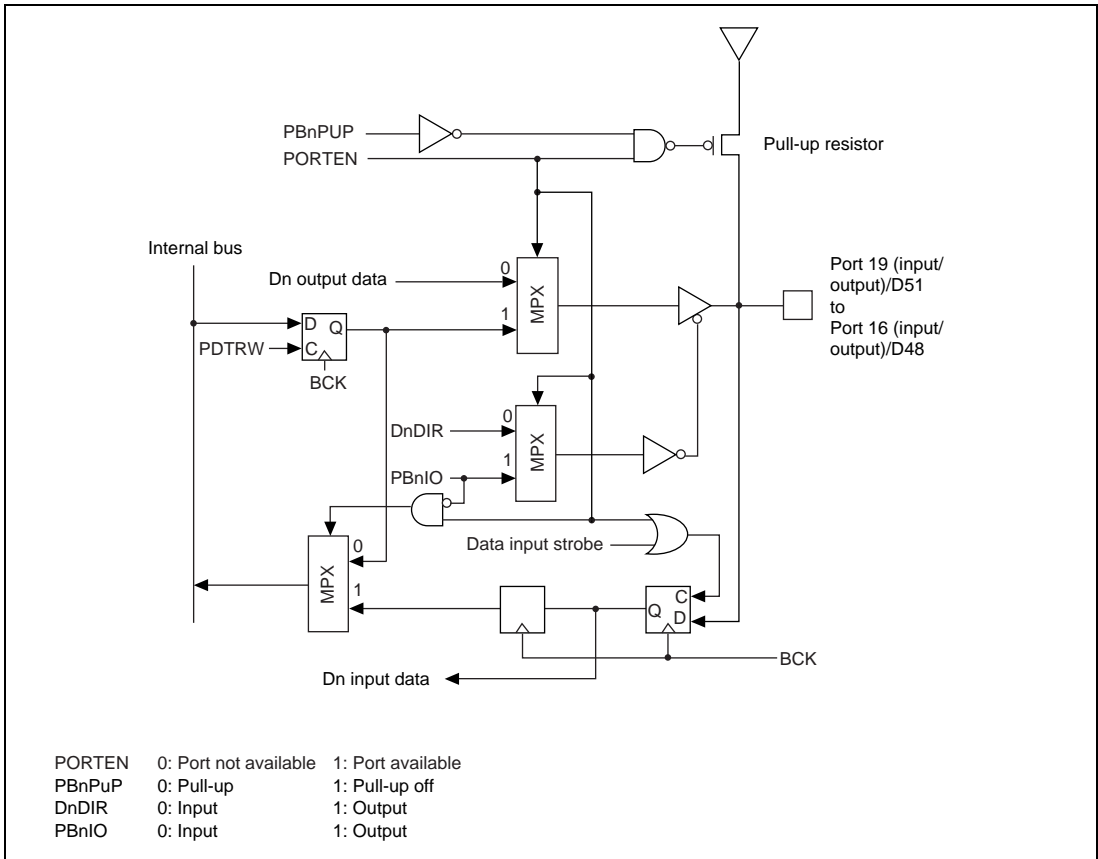 PBnPUP
PORTEN
Pull-up resistor
Internal bus
Dn output data
0
MPX
1
Port 19 (input/
output)/D51
to
Port 16 (input/
output)/D48
D Q
PDTRW
C
BCK
DnDIR
0
MPX
PBnIO
1
Data input strobe
0
MPX
1
C
Q
D
BCK
Dn input data
PORTEN 0: Port not available 1: Port available
PBnPuP 0: Pull-up 1: Pull-up off
DnDIR 0: Input 1: Output
PBnIO 0: Input 1: Output